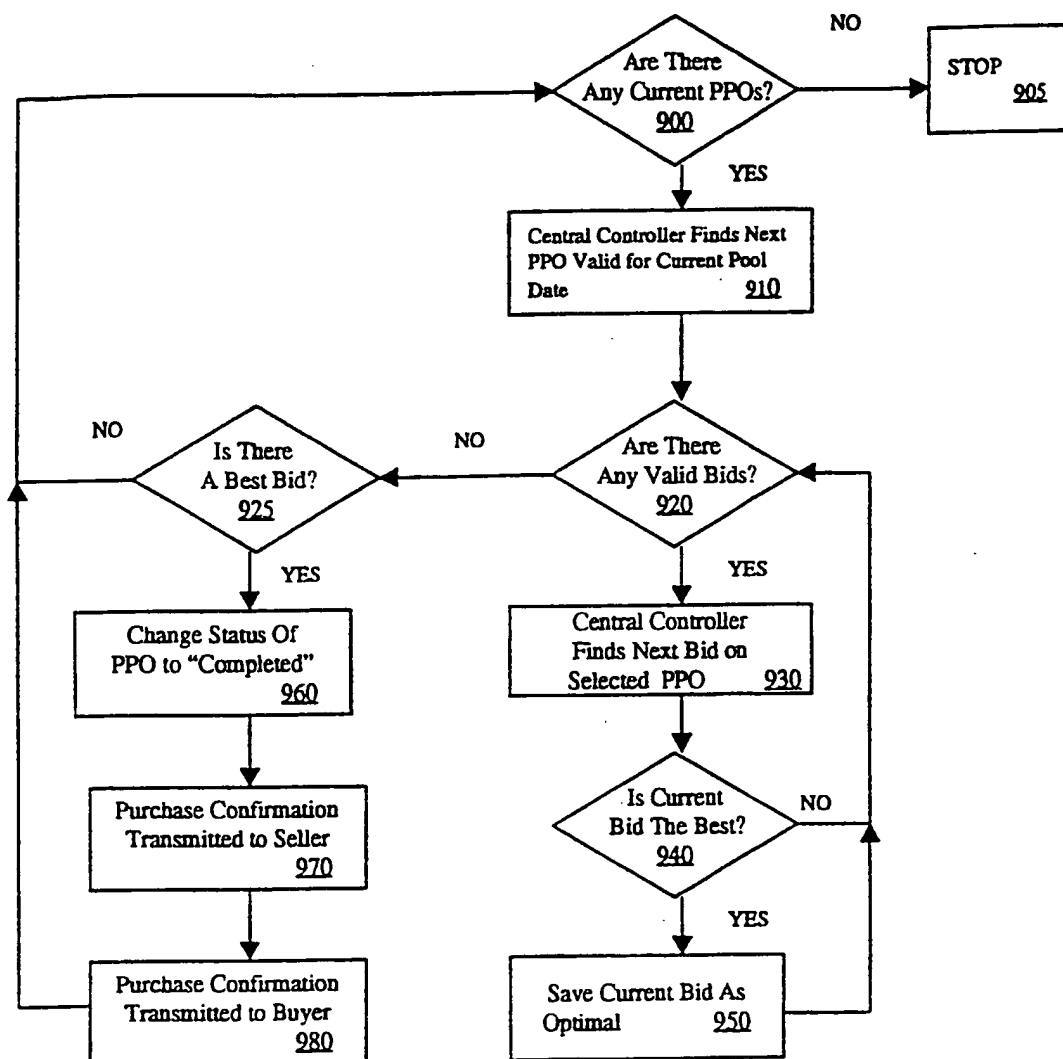 Are There
Any Current PPOs?
900
NO
STOP
905
YES
Central Controller Finds Next
PPO Valid for Current Pool
Date 910
Are There
Any Valid Bids?
920
NO
Is There
A Best Bid?
925
NO
YES
Change Status Of
PPO to “Completed”
960
Purchase Confirmation
Transmitted to Seller
970
Purchase Confirmation
Transmitted to Buyer
980
YES
Central Controller
Finds Next Bid on
Selected PPO 930
Is Current
Bid The Best?
940
NO
YES
Save Current Bid As
Optimal 950